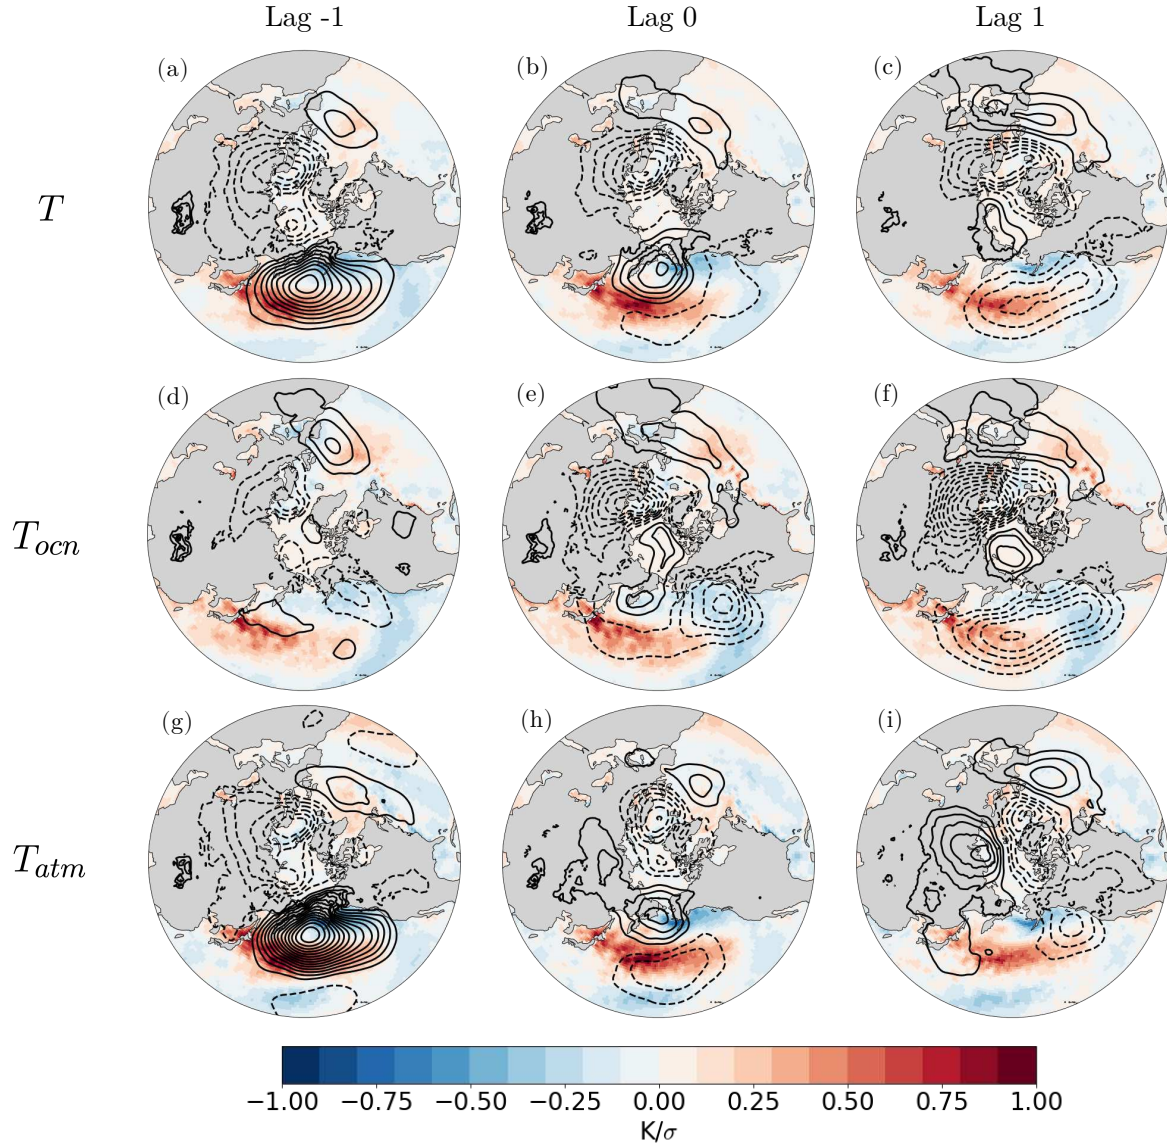 Lag -1 Lag 0 Lag 1
(a) (b) (c)
T
(d) (e) (f)
T_ocn
(g) (h) (i)
T_atm
−1.00 −0.75 −0.50 −0.25 0.00 0.25 0.50 0.75 1.00
K/σ